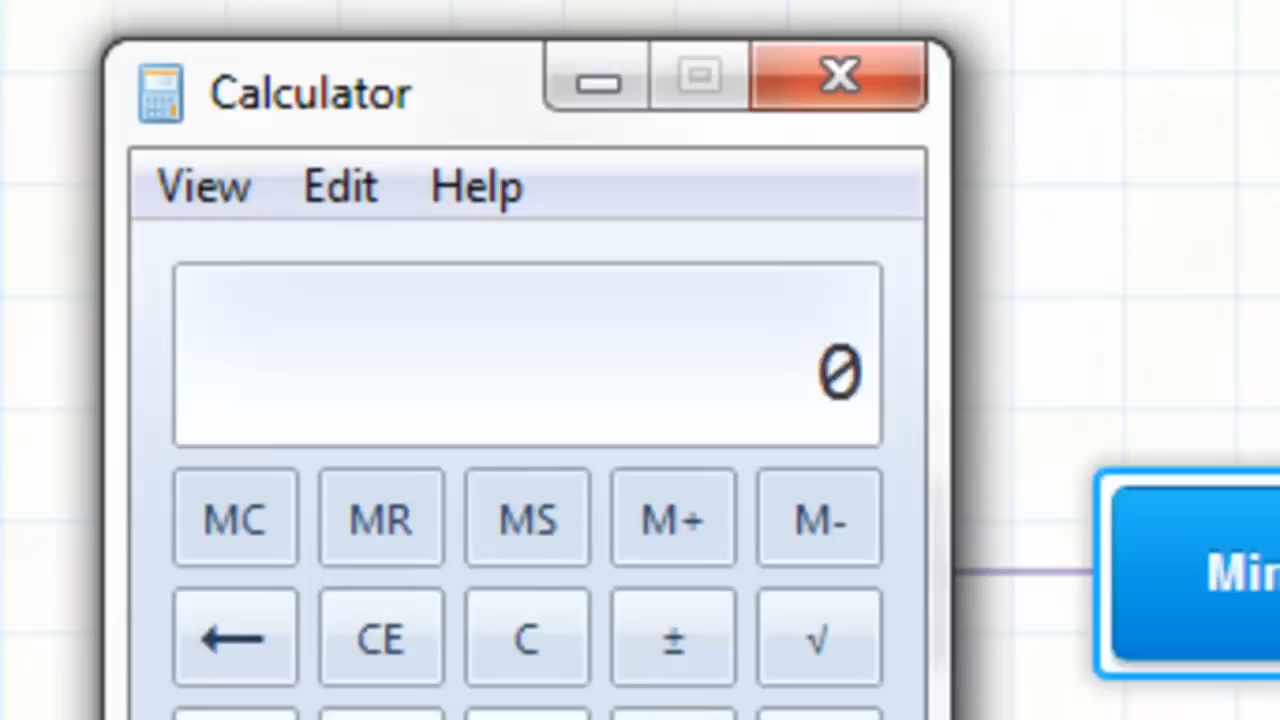 Calculator
View Edit Help
0
MC MR MS M+ M-
← CE C ± √